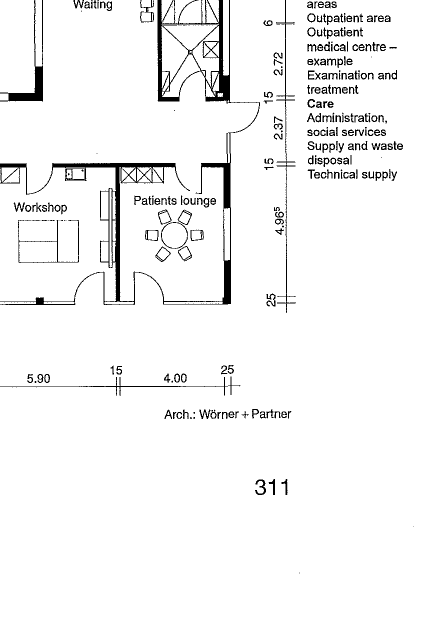 Waiting
areas
Outpatient area
Outpatient
medical centre –
example
Examination and
treatment
Care
Administration,
social services
Supply and waste
disposal
Technical supply
6
2.72
15
2.37
15
4.96⁵
25
Workshop
Patients lounge
5.90
15
4.00
25
Arch.: Wörner + Partner
311